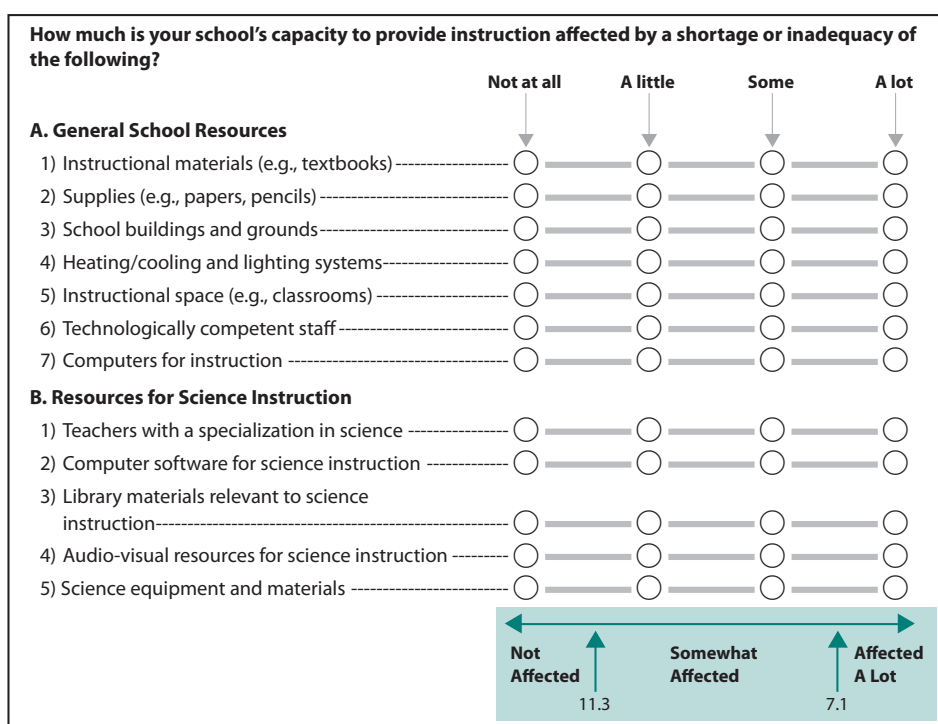 How much is your school's capacity to provide instruction affected by a shortage or inadequacy of
the following?
Not at all A little Some A lot
A. General School Resources
1) Instructional materials (e.g., textbooks)
2) Supplies (e.g., papers, pencils)
3) School buildings and grounds
4) Heating/cooling and lighting systems
5) Instructional space (e.g., classrooms)
6) Technologically competent staff
7) Computers for instruction
B. Resources for Science Instruction
1) Teachers with a specialization in science
2) Computer software for science instruction
3) Library materials relevant to science
instruction
4) Audio-visual resources for science instruction
5) Science equipment and materials
Not Somewhat Affected
Affected Affected A Lot
11.3 7.1